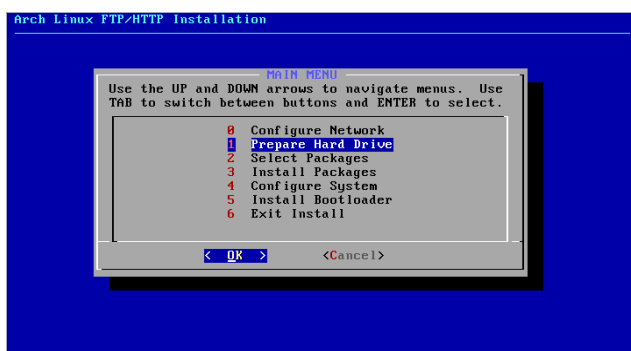 Arch Linux FTP/HTTP Installation
MAIN MENU
Use the UP and DOWN arrows to navigate menus. Use
TAB to switch between buttons and ENTER to select.
0 Configure Network
1 Prepare Hard Drive
2 Select Packages
3 Install Packages
4 Configure System
5 Install Bootloader
6 Exit Install
< OK > <Cancel>